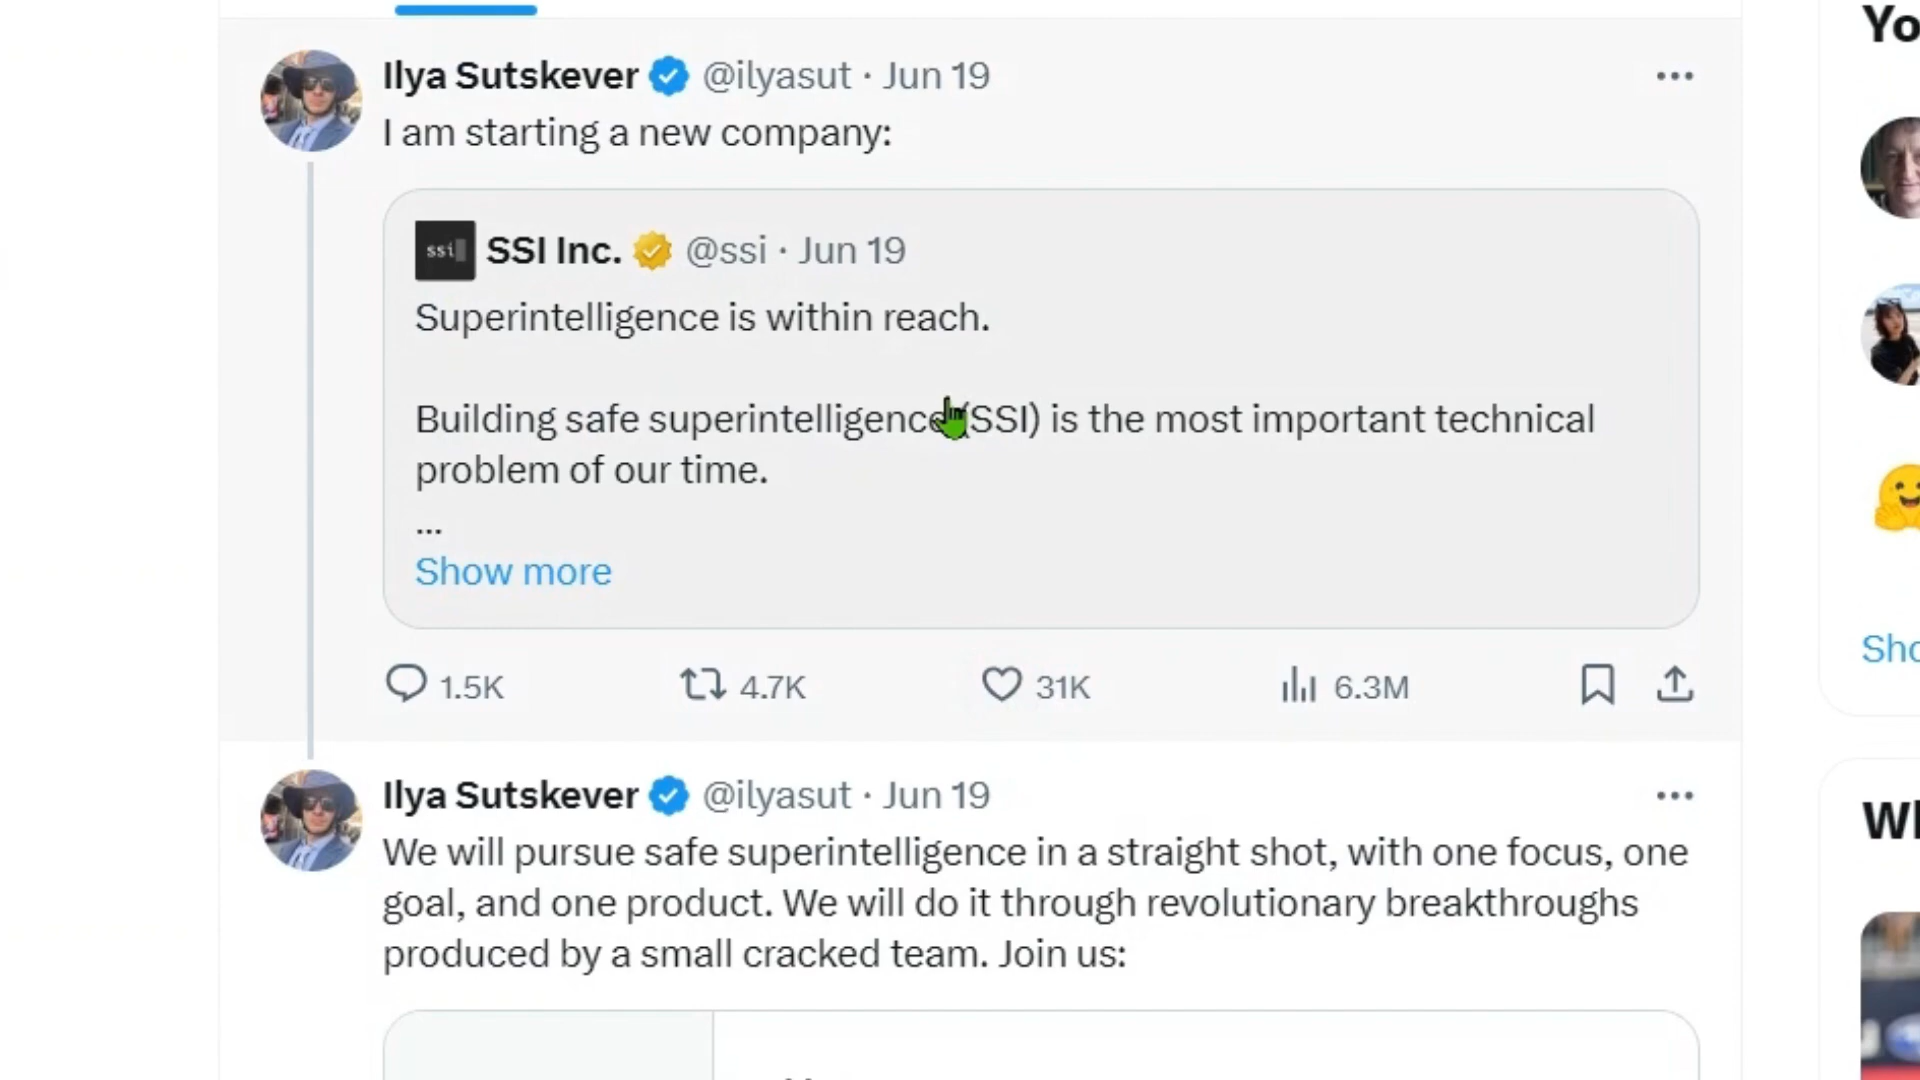 Ilya Sutskever @ilyasut · Jun 19
I am starting a new company:
ssi SSI Inc. @ssi · Jun 19
Superintelligence is within reach.
Building safe superintelligence (SSI) is the most important technical
problem of our time.
...
Show more
1.5K 4.7K 31K 6.3M
Ilya Sutskever @ilyasut · Jun 19
We will pursue safe superintelligence in a straight shot, with one focus, one
goal, and one product. We will do it through revolutionary breakthroughs
produced by a small cracked team. Join us:
Yo
Sho